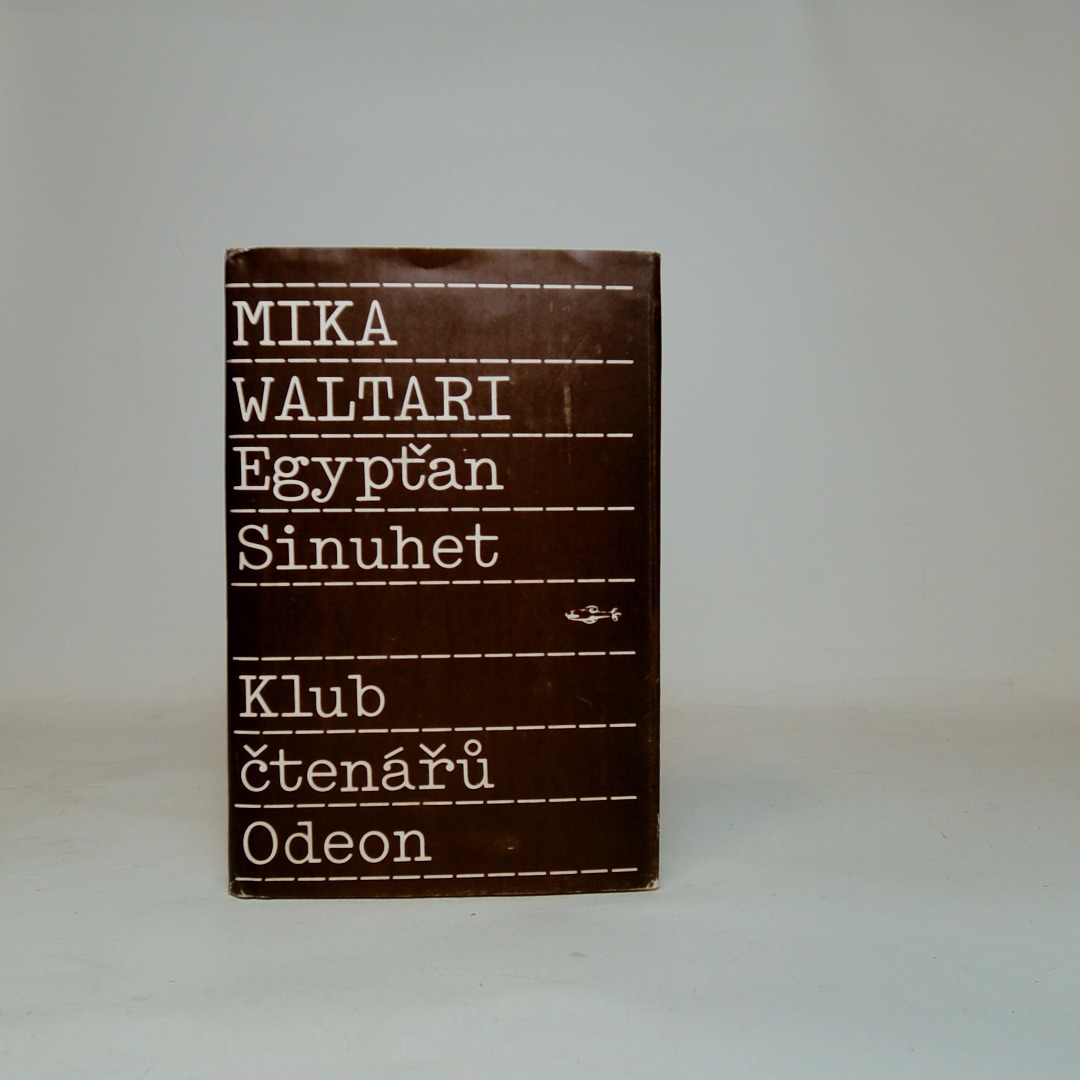 MIKA
WALTARI
Egypťan
Sinuhet
Klub
čtenářů
Odeon